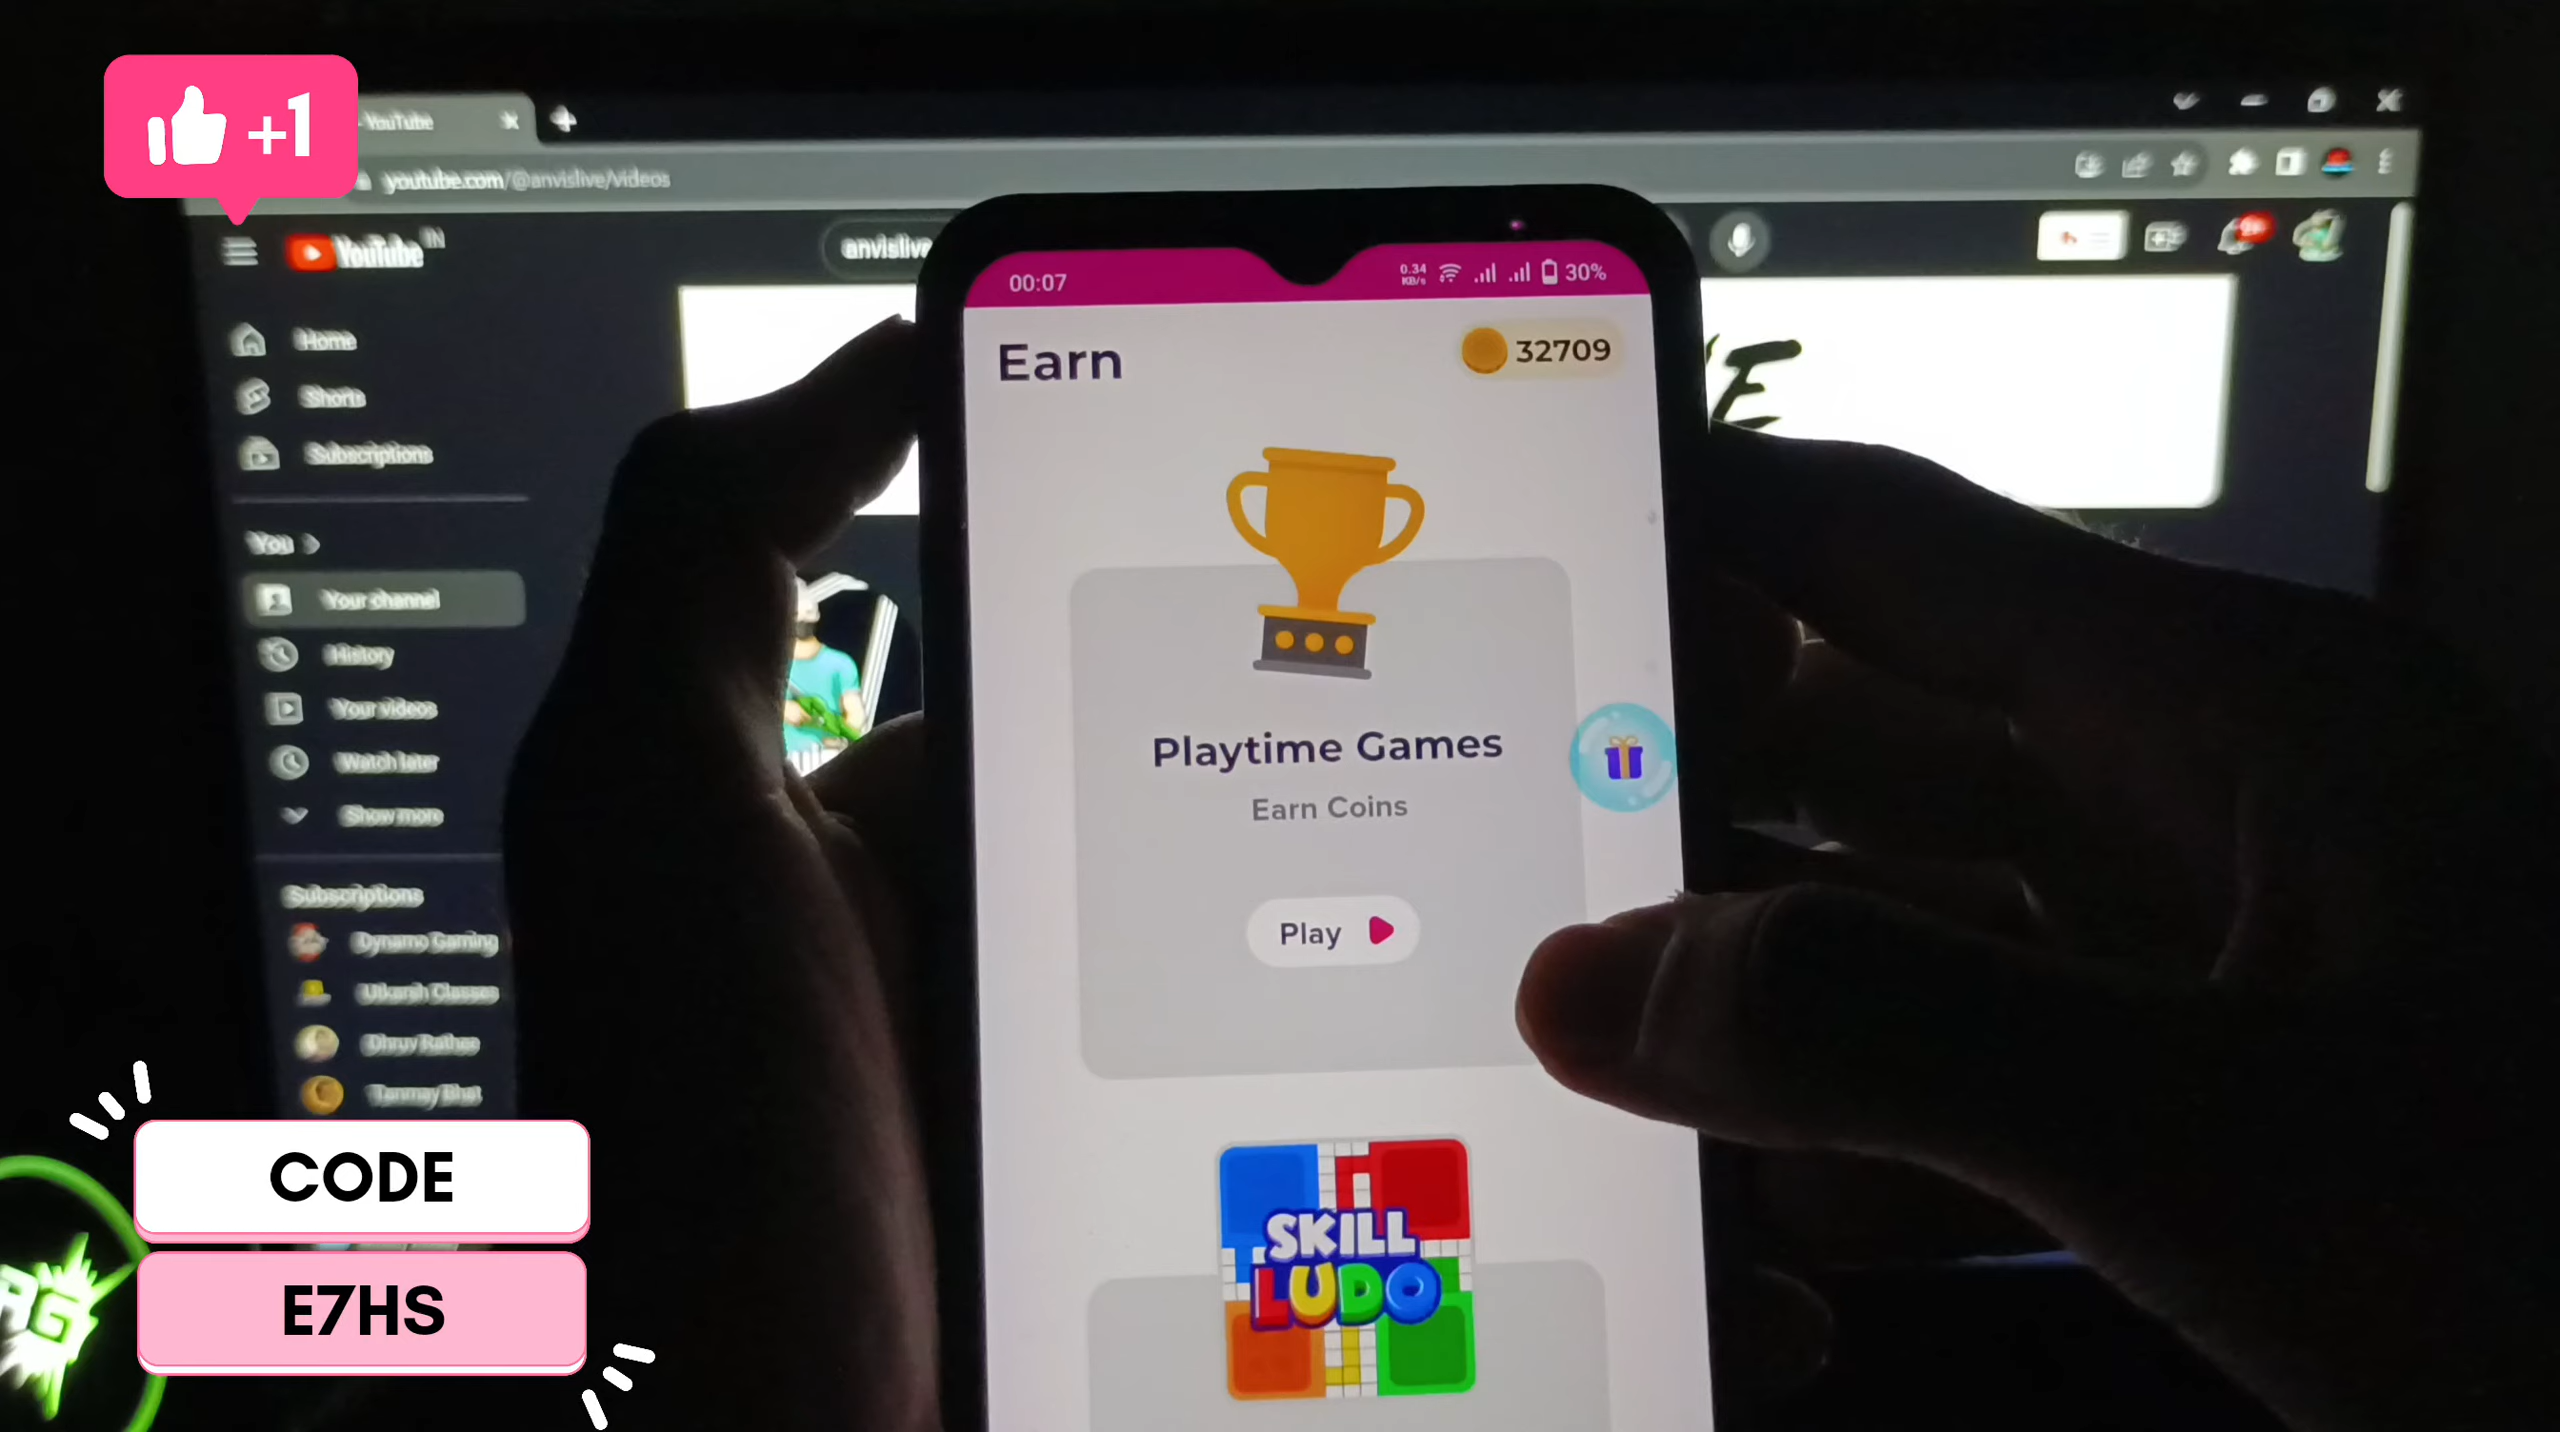 +1
YouTube
youtube.com/@anvislive/videos
YouTube IN
anvislive
Home
Shorts
Subscriptions
You
Your channel
History
Your videos
Watch later
Show more
Subscriptions
Dynamo Gaming
Utkarsh Classes
Dhruv Rathee
Tanmay Bhat
CODE
E7HS
00:07
0.34
KB/s
30%
Earn
32709
Playtime Games
Earn Coins
Play
SKILL
LUDO
E